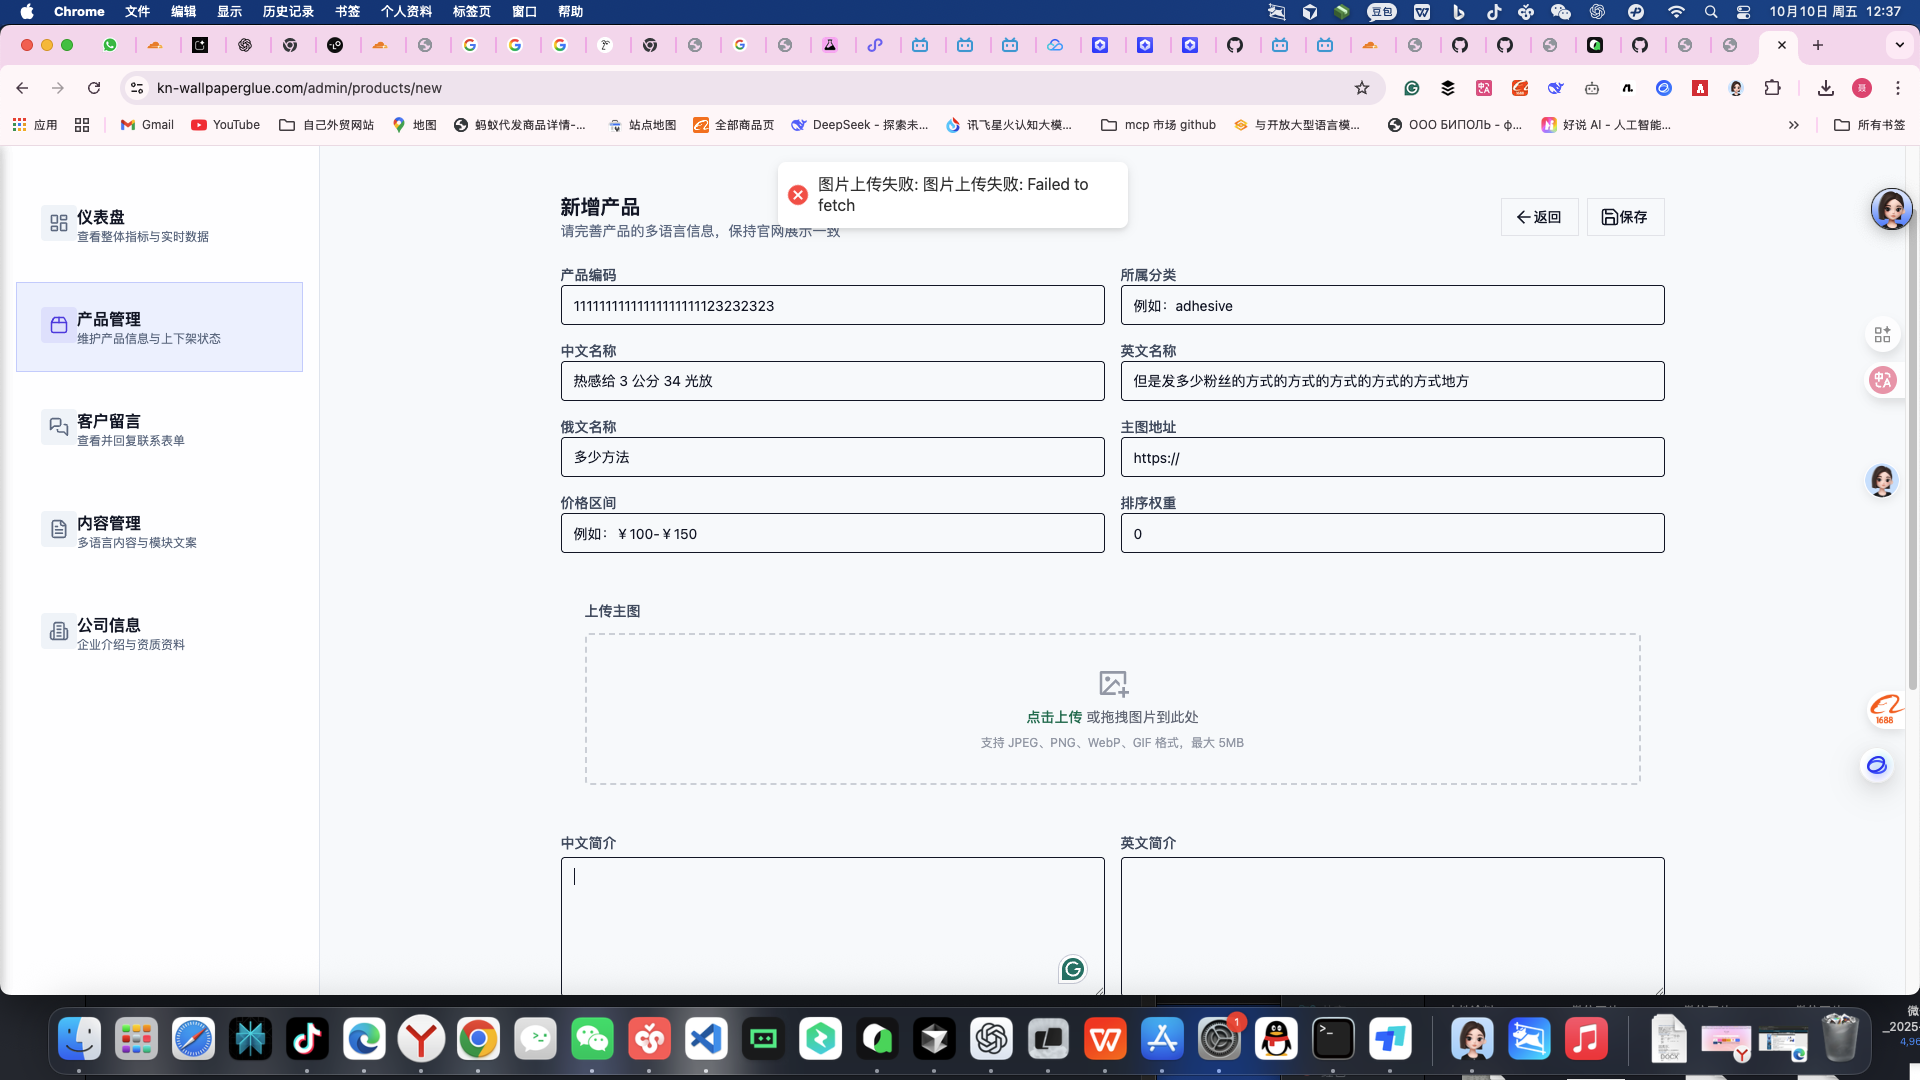 Chrome 文件 编辑 显示 历史记录 书签 个人资料 标签页 窗口 帮助
豆包
10月10日 周五 12:37
kn-wallpaperglue.com/admin/products/new
应用
Gmail
YouTube
自己外贸网站
地图
蚂蚁代发商品详情-...
站点地图
全部商品页
DeepSeek - 探索未...
讯飞星火认知大模...
mcp 市场 github
与开放大型语言模...
ООО БИПОЛЬ - ф...
好说 AI - 人工智能...
所有书签
图片上传失败: 图片上传失败: Failed to
fetch
仪表盘
查看整体指标与实时数据
产品管理
维护产品信息与上下架状态
客户留言
查看并回复联系表单
内容管理
多语言内容与模块文案
公司信息
企业介绍与资质资料
新增产品
请完善产品的多语言信息，保持官网展示一致
返回
保存
产品编码
所属分类
例如：adhesive
中文名称
英文名称
热感给 3 公分 34 光放
但是发多少粉丝的方式的方式的方式的方式的方式地方
俄文名称
主图地址
多少方法
https://
价格区间
排序权重
例如：￥100-￥150
0
上传主图
点击上传 或拖拽图片到此处
支持 JPEG、PNG、WebP、GIF 格式，最大 5MB
中文简介
英文简介
1688
1
DOCX